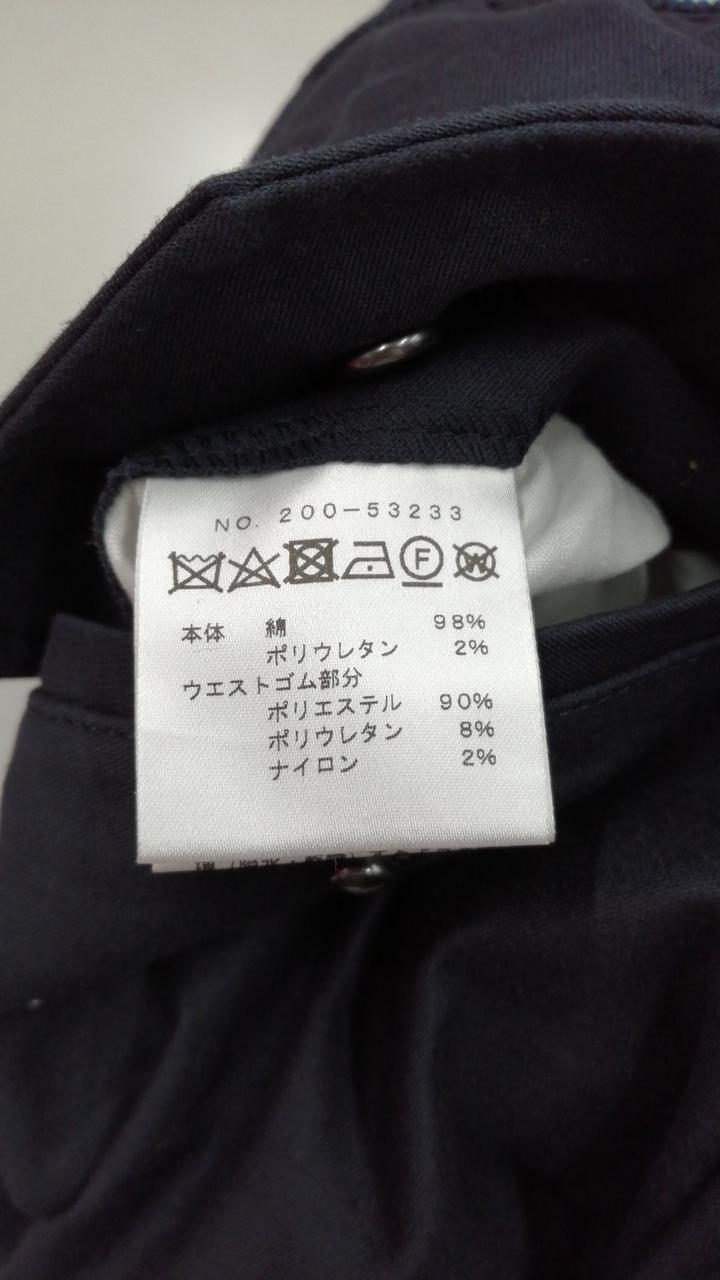 NO. 200-53233
F W
本体 綿 98%
ポリウレタン 2%
ウエストゴム部分
ポリエステル 90%
ポリウレタン 8%
ナイロン 2%